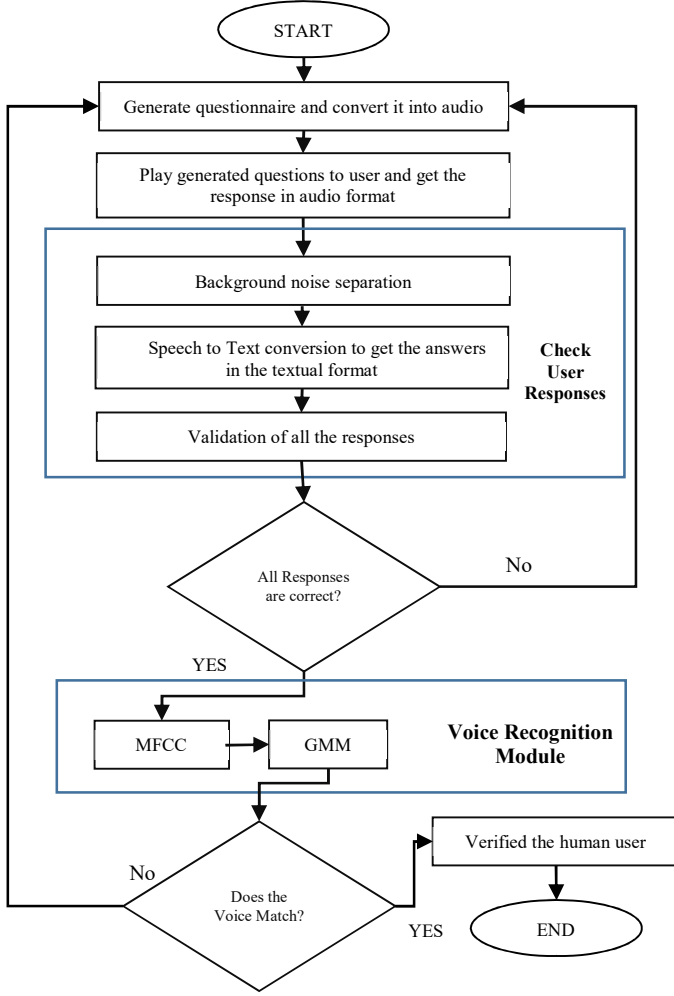 START
Generate questionnaire and convert it into audio
Play generated questions to user and get the
response in audio format
Background noise separation
Speech to Text conversion to get the answers
in the textual format
Check
User
Responses
Validation of all the responses
All Responses
are correct?
No
YES
MFCC
GMM
Voice Recognition
Module
Does the
Voice Match?
No
YES
Verified the human user
END